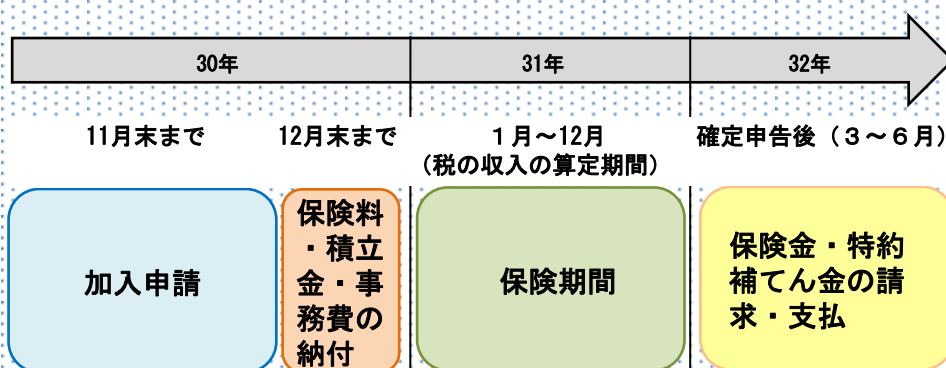 30年
31年
32年
11月末まで
12月末まで
１月～12月
（税の収入の算定期間）
確定申告後（３～６月）
加入申請
保険料
・積立
金・事
務費の
納付
保険期間
保険金・特約
補てん金の請
求・支払